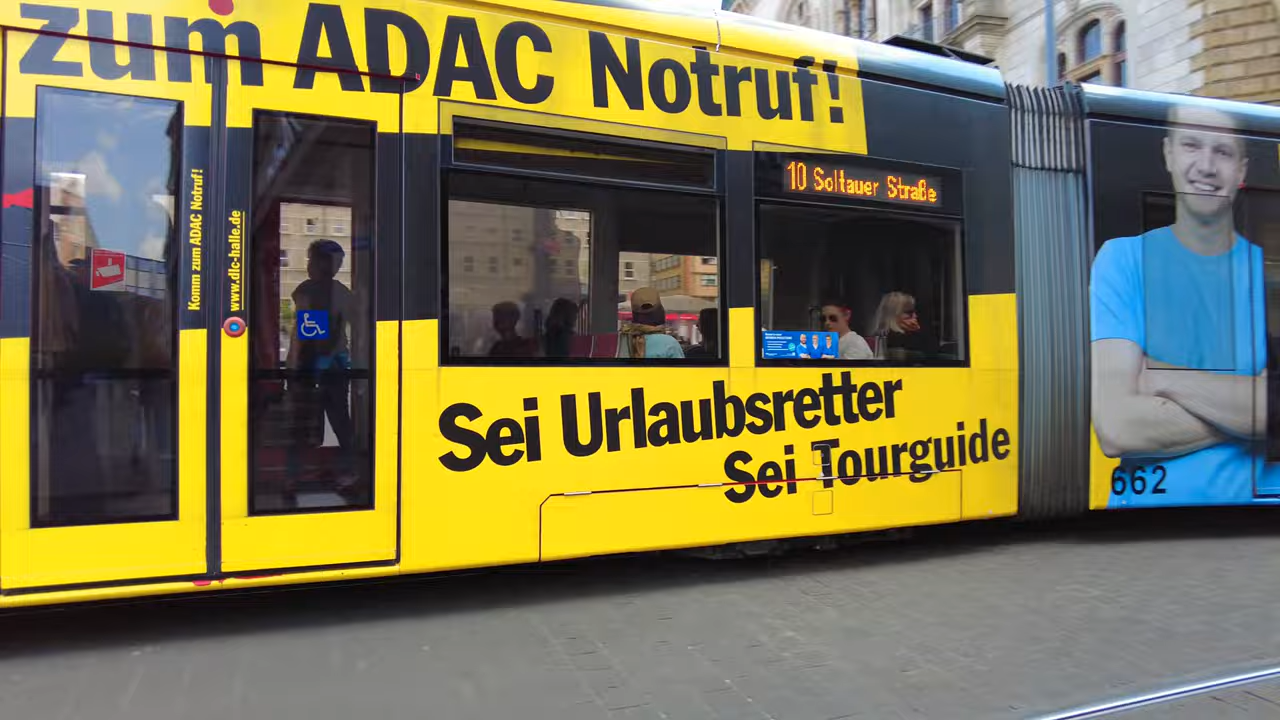 zum ADAC Notruf!
Komm zum ADAC Notruf!
www.dlc-halle.de
10 Soltauer Straße
Sei Urlaubsretter
Sei Tourguide
662